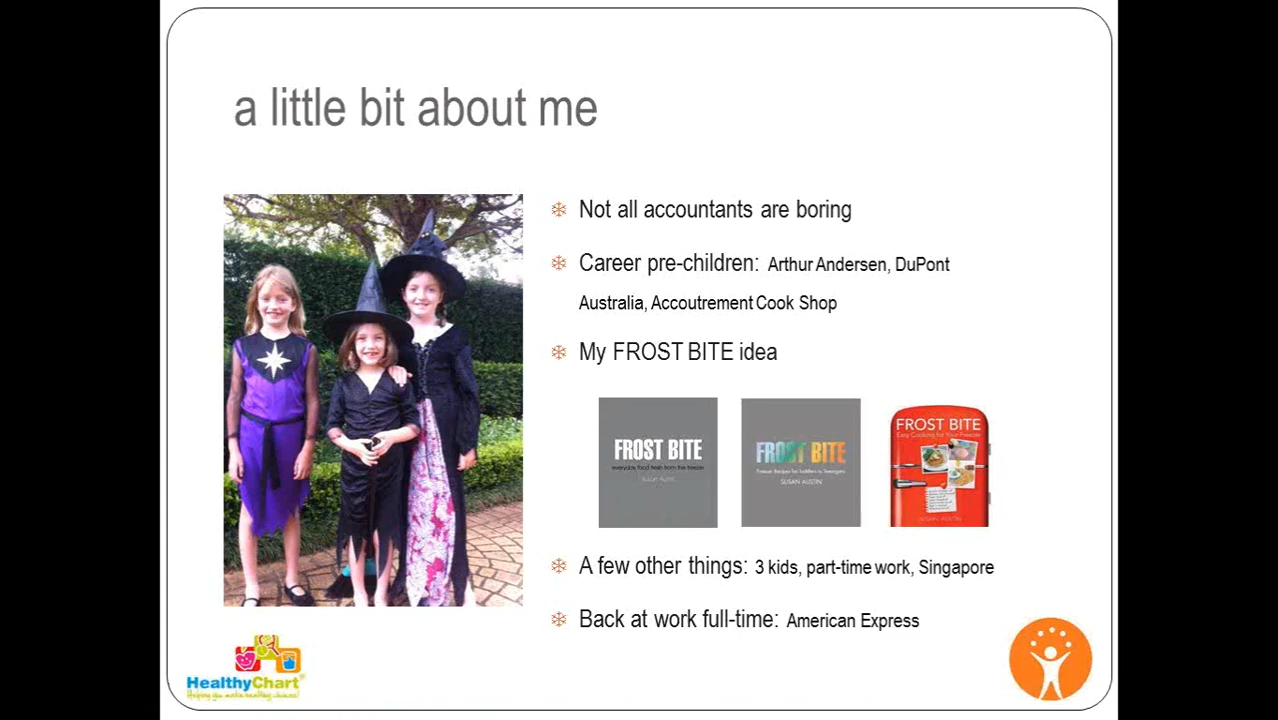 a little bit about me
Not all accountants are boring
Career pre-children: Arthur Andersen, DuPont
Australia, Accoutrement Cook Shop
My FROST BITE idea
FROST BITE
everyday food fresh from the freezer
Susan Austin
FROST BITE
Freezer Recipes for Toddlers to Teenagers
SUSAN AUSTIN
FROST BITE
Easy Cooking for Your Freezer
SUSAN AUSTIN
A few other things: 3 kids, part-time work, Singapore
Back at work full-time: American Express
HealthyChart
Helping you make healthy choices!